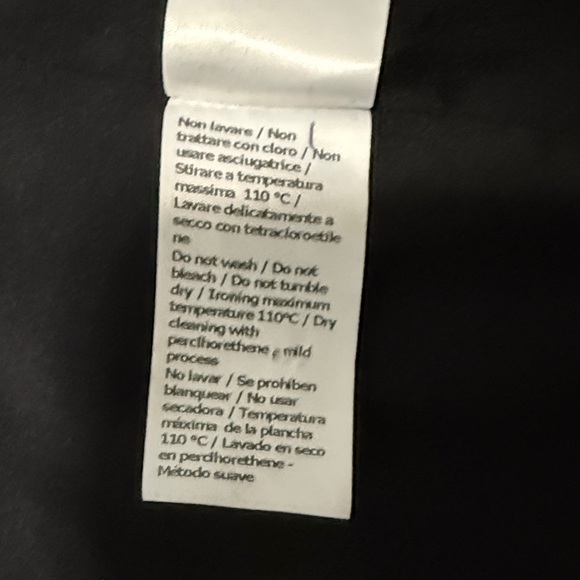 Non lavare / Non
trattare con cloro / Non
usare asciugatrice /
Stirare a temperatura
massima 110 °C /
Lavare delicatamente a
secco con tetracloroetile
ne
Do not wash / Do not
bleach / Do not tumble
dry / Ironing maximum
temperature 110°C / Dry
cleaning with
perclhorethene , mild
process
No lavar / Se prohiben
blanquear / No usar
secadora / Temperatura
máxima de la plancha
110 °C / Lavado en seco
en perclhorethene -
Método suave